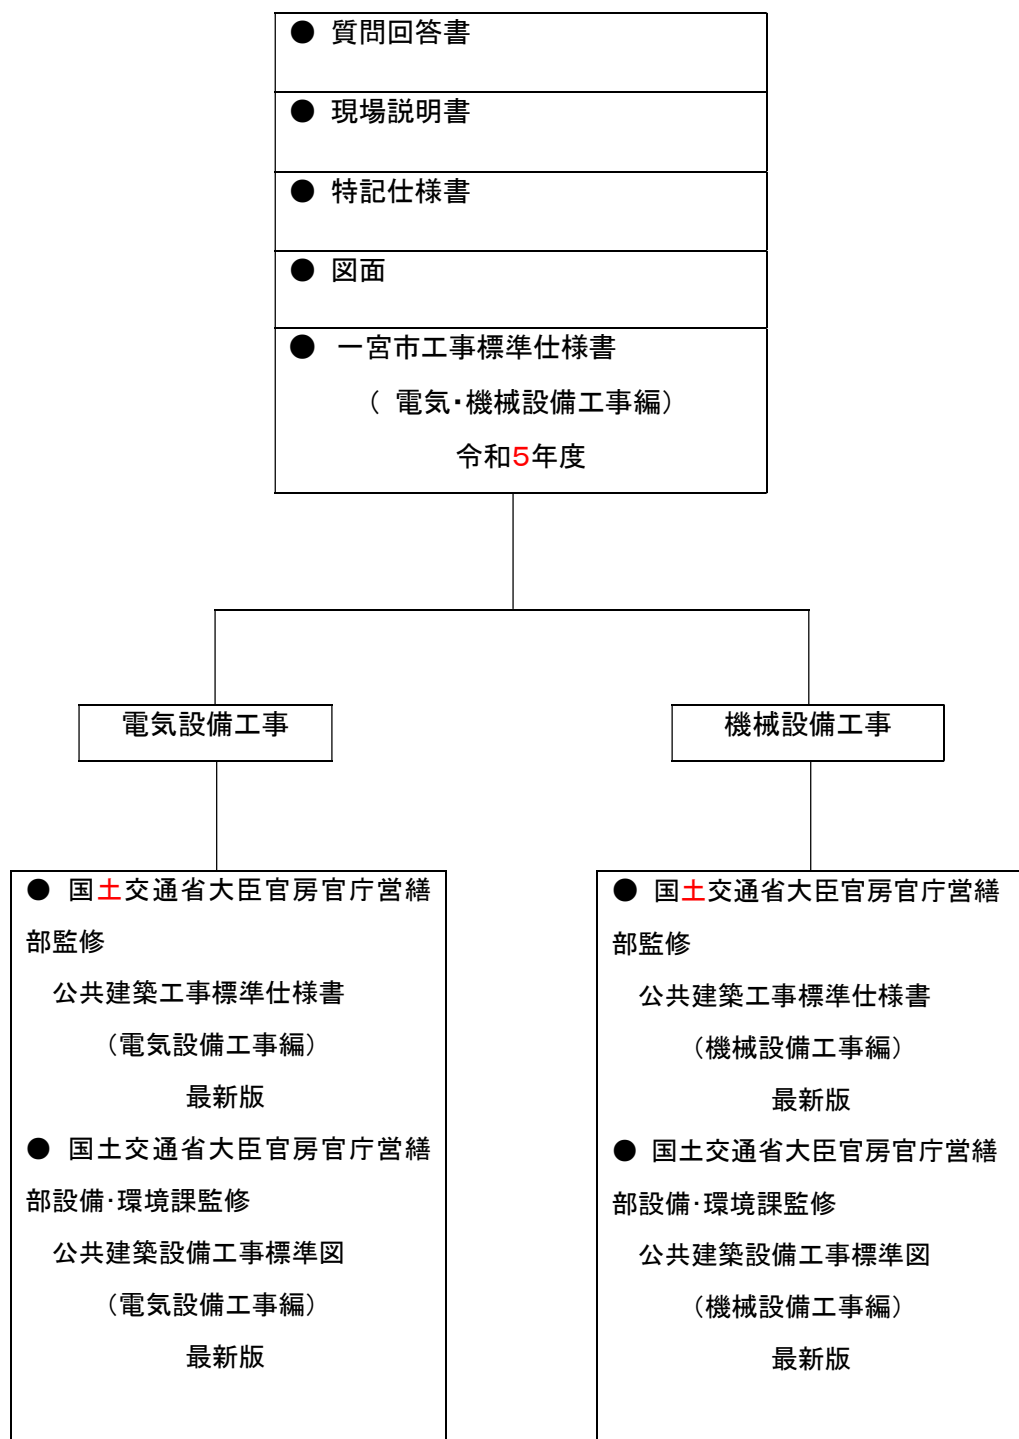 ● 質問回答書
● 現場説明書
● 特記仕様書
● 図面
● 一宮市工事標準仕様書
（ 電気・機械設備工事編）
令和5年度
電気設備工事
機械設備工事
● 国土交通省大臣官房官庁営繕
部監修
公共建築工事標準仕様書
（電気設備工事編）
最新版
● 国土交通省大臣官房官庁営繕
部設備・環境課監修
公共建築設備工事標準図
（電気設備工事編）
最新版
● 国土交通省大臣官房官庁営繕
部監修
公共建築工事標準仕様書
（機械設備工事編）
最新版
● 国土交通省大臣官房官庁営繕
部設備・環境課監修
公共建築設備工事標準図
（機械設備工事編）
最新版